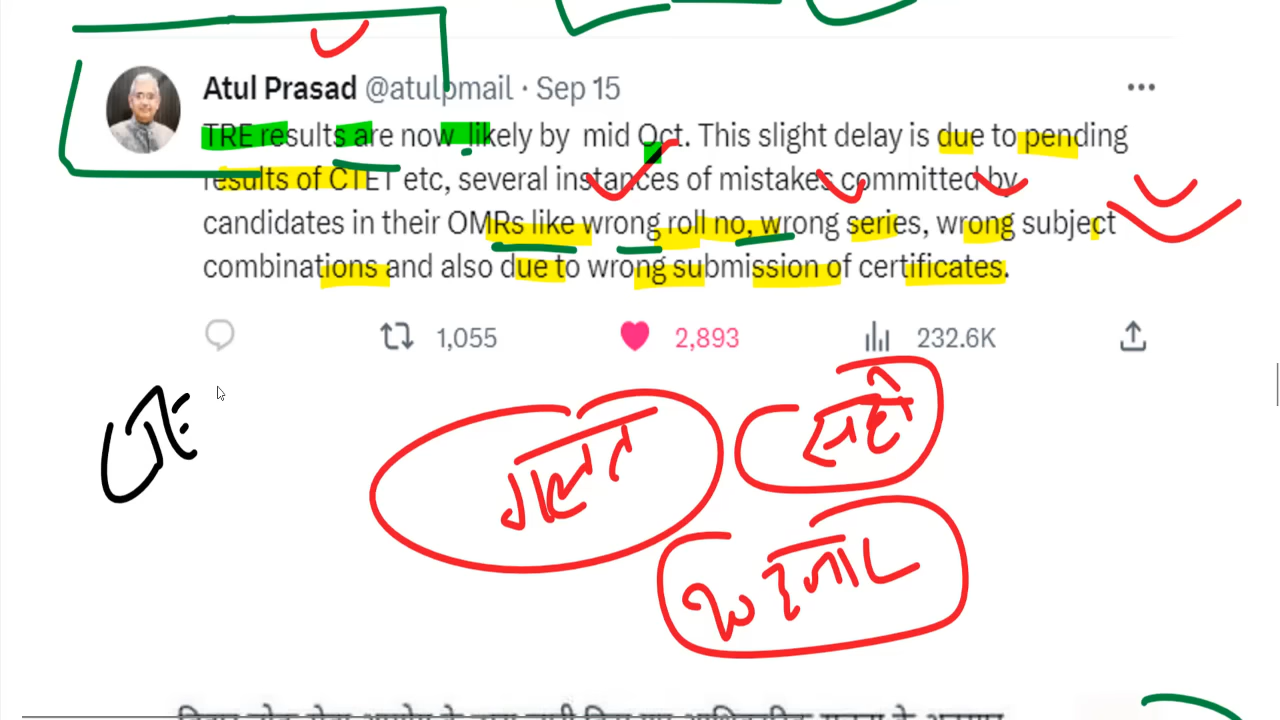 Atul Prasad @atulpmail · Sep 15
TRE results are now likely by mid Oct. This slight delay is due to pending
results of CTET etc, several instances of mistakes committed by
candidates in their OMRs like wrong roll no, wrong series, wrong subject
combinations and also due to wrong submission of certificates.
1,055 2,893 232.6K
सही
गलत